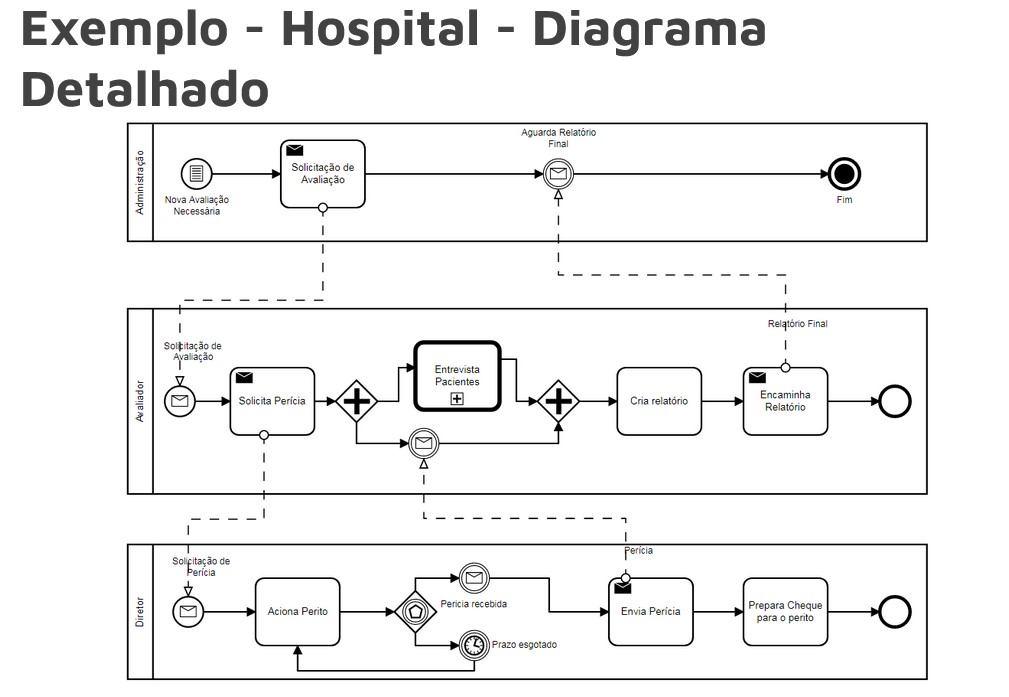 Exemplo - Hospital - Diagrama
Detalhado
Administração
Nova Avaliação
Necessária
Solicitação de
Avaliação
Aguarda Relatório
Final
Fim
Avaliador
Solicitação de
Avaliação
Solicita Perícia
Entrevista
Pacientes
Cria relatório
Relatório Final
Encaminha
Relatório
Diretor
Solicitação de
Perícia
Aciona Perito
Pericia recebida
Prazo esgotado
Perícia
Envia Perícia
Prepara Cheque
para o perito